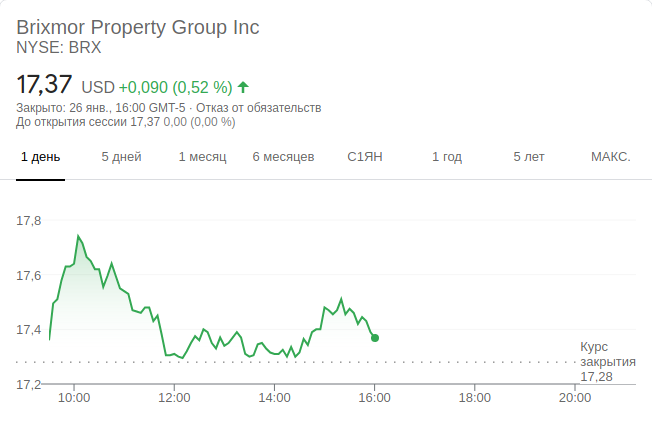 Brixmor Property Group Inc
NYSE: BRX
17,37 USD +0,090 (0,52 %)
Закрыто: 26 янв., 16:00 GMT-5 · Отказ от обязательств
До открытия сессии 17,37 0,00 (0,00 %)
1 день 5 дней 1 месяц 6 месяцев С1ЯН 1 год 5 лет МАКС.
17,8
17,6
17,4
Курс
закрытия
17,28
17,2
10:00 12:00 14:00 16:00 18:00 20:00